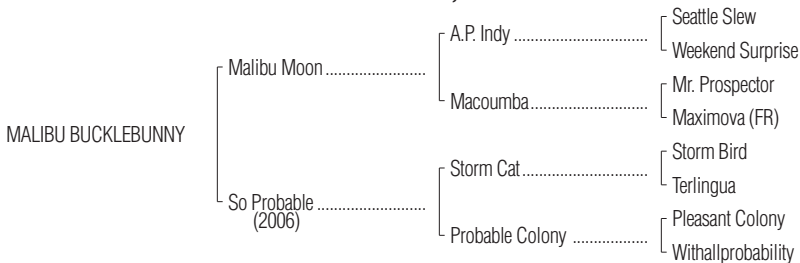 Seattle Slew
A.P. Indy ................................
Weekend Surprise
Malibu Moon ........................
Mr. Prospector
Macoumba............................
Maximova (FR)
MALIBU BUCKLEBUNNY
Storm Bird
Storm Cat..............................
Terlingua
So Probable ..........................
(2006)
Pleasant Colony
Probable Colony ..................
Withallprobability